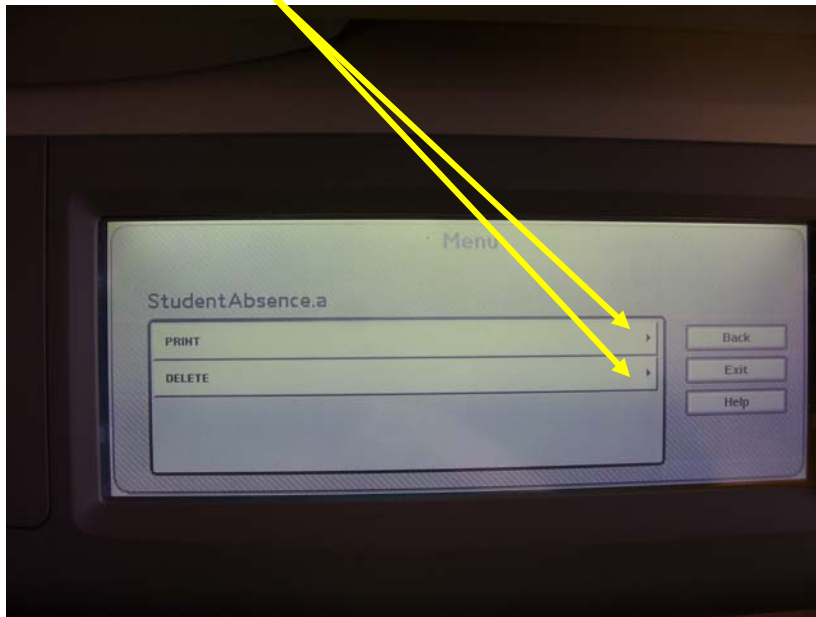 Menu
StudentAbsence.a
PRINT
DELETE
Back
Exit
Help